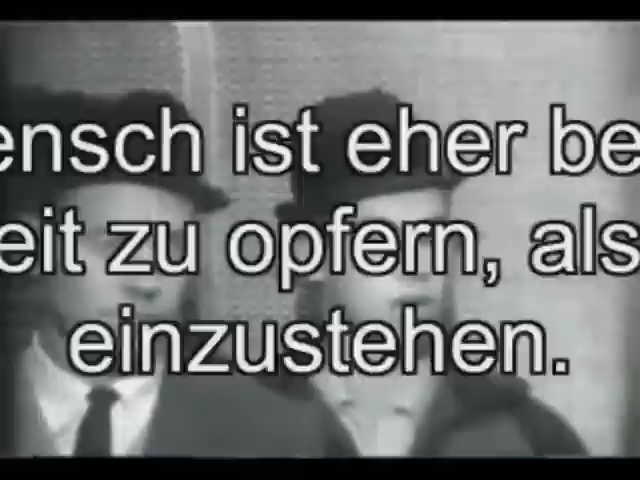 ensch ist eher be
eit zu opfern, als
einzustehen.